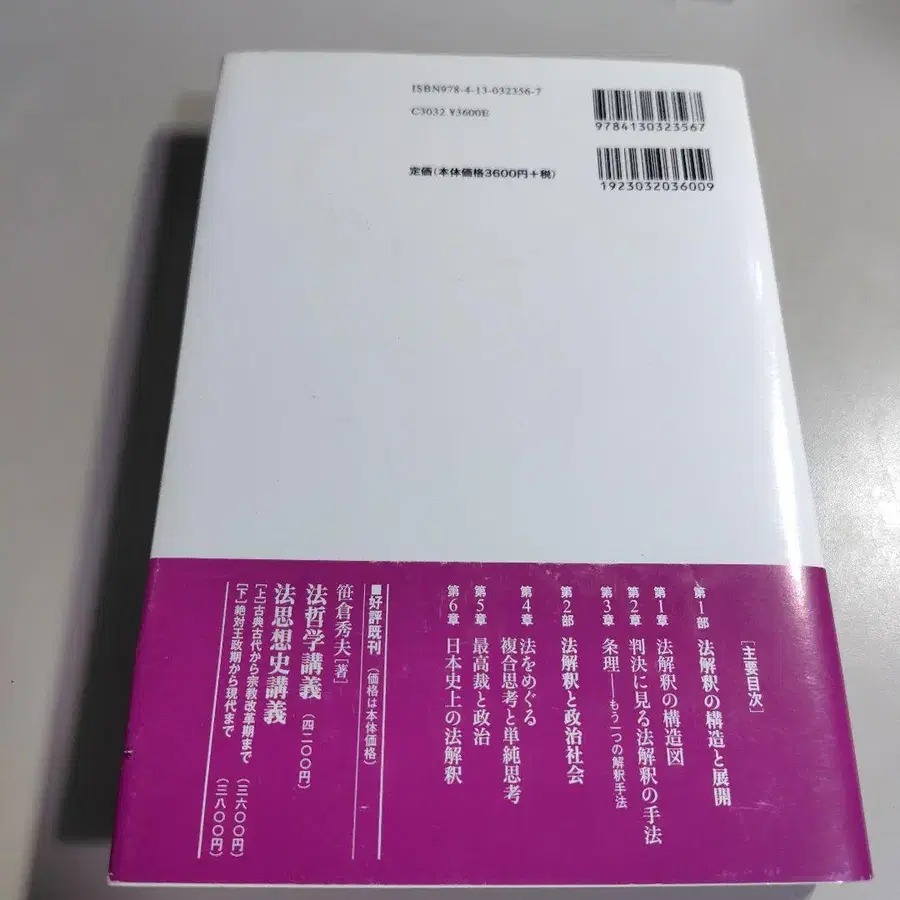 ISBN978-4-13-032356-7
C3032 ¥3600E
定価(本体価格3600円+税)
9784130323567
1923032036009
[主要目次]
第1部 法解釈の構造と展開
第1章 法解釈の構造図
第2章 判決に見る法解釈の手法
第3章 条理——もう一つの解釈手法
第2部 法解釈と政治社会
第4章 法をめぐる
複合思考と単純思考
第5章 最高裁と政治
第6章 日本史上の法解釈
■好評既刊 (価格は本体価格)
笹倉秀夫[著]
法哲学講義 (四二〇〇円)
法思想史講義
[上]古典古代から宗教改革期まで (三六〇〇円)
[下]絶対王政期から現代まで (三八〇〇円)